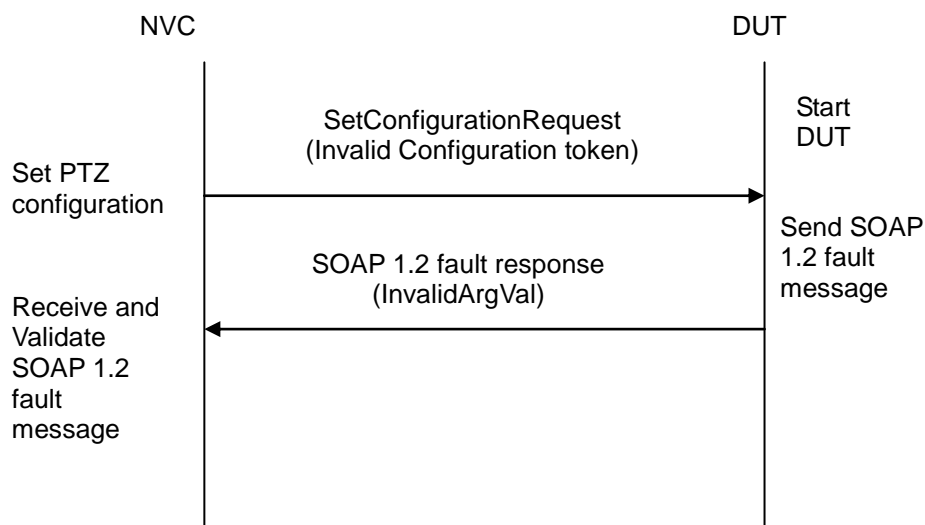 NVC
DUT
SetConfigurationRequest
(Invalid Configuration token)
Start
DUT
Set PTZ
configuration
Send SOAP
1.2 fault
message
SOAP 1.2 fault response
(InvalidArgVal)
Receive and
Validate
SOAP 1.2
fault
message